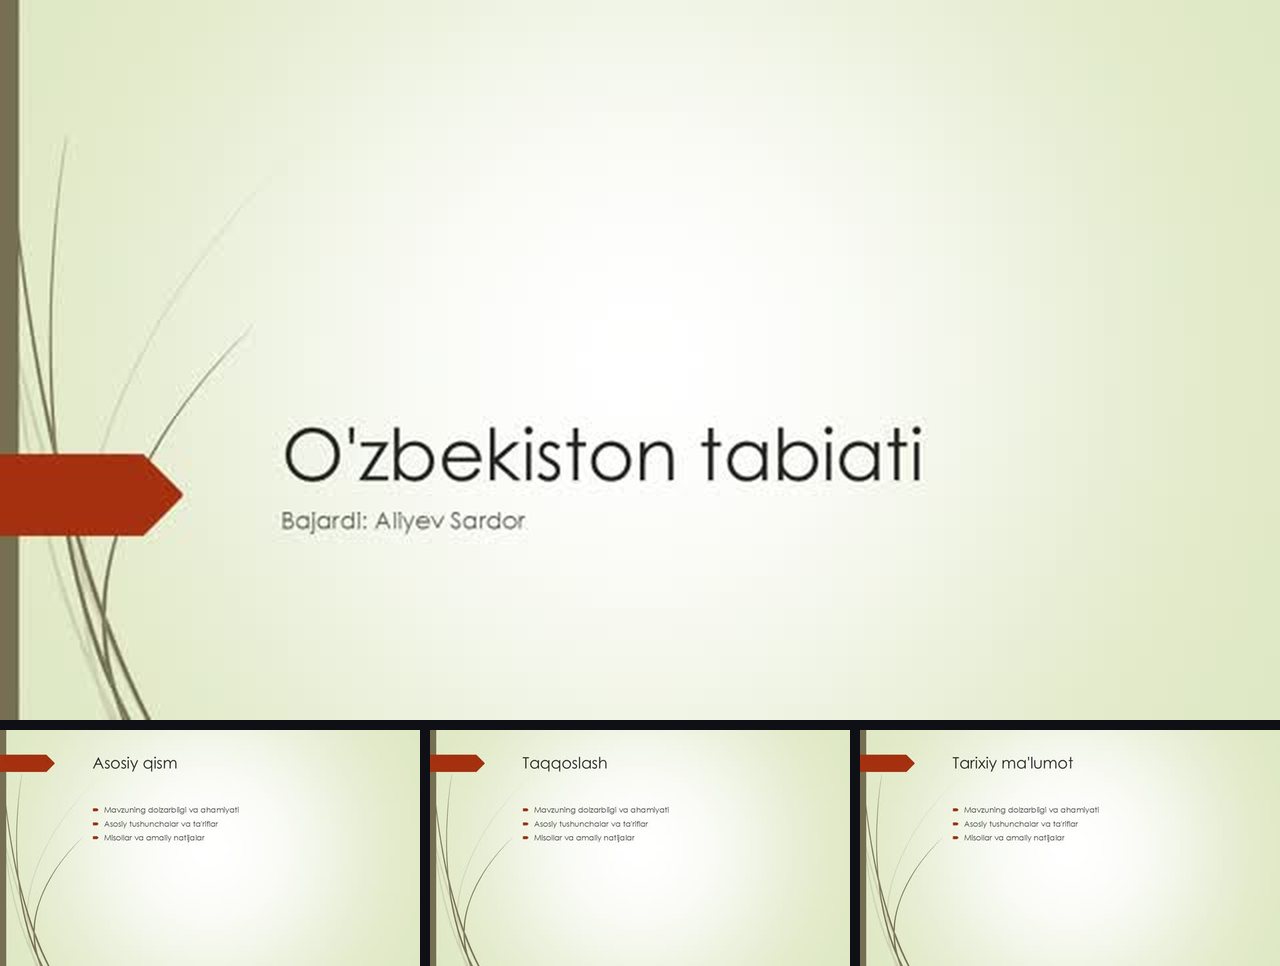 O'zbekiston tabiati
Bajardi: Aliyev Sardor
Asosiy qism
Mavzuning dolzarbligi va ahamiyati
Asosiy tushunchalar va ta'riflar
Misollar va amaliy natijalar
Taqqoslash
Mavzuning dolzarbligi va ahamiyati
Asosiy tushunchalar va ta'riflar
Misollar va amaliy natijalar
Tarixiy ma'lumot
Mavzuning dolzarbligi va ahamiyati
Asosiy tushunchalar va ta'riflar
Misollar va amaliy natijalar